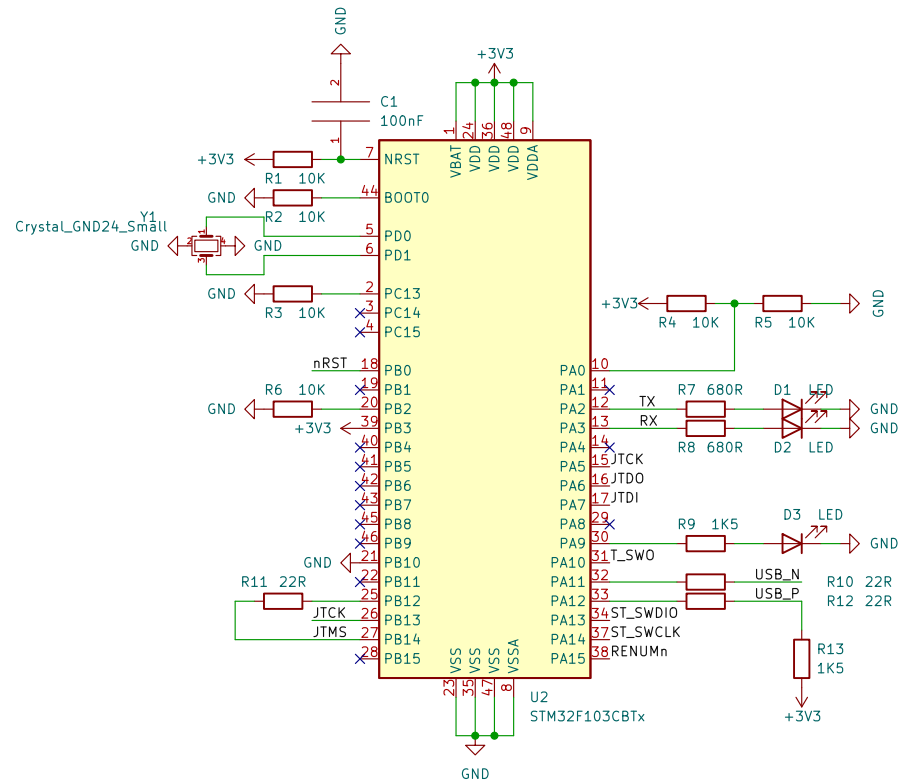 GND
2
C1
100nF
1
+3V3
1 24 36 48 9
VBAT VDD VDD VDD VDDA
+3V3
R1 10K
7 NRST
GND
R2 10K
44 BOOT0
Y1
Crystal_GND24_Small
GND 1 2 3 4 GND
5 PD0
6 PD1
GND
R3 10K
2 PC13
3 PC14
4 PC15
nRST 18 PB0
19 PB1
R6 10K
GND
20 PB2
+3V3 39 PB3
40 PB4
41 PB5
42 PB6
43 PB7
45 PB8
46 PB9
GND 21 PB10
22 PB11
R11 22R
25 PB12
JTCK 26 PB13
JTMS 27 PB14
28 PB15
+3V3
R4 10K
R5 10K
GND
PA0 10
PA1 11
PA2 12 TX
R7 680R
D1 LED
GND
PA3 13 RX
R8 680R
D2 LED
GND
PA4 14
PA5 15 JTCK
PA6 16 JTDO
PA7 17 JTDI
PA8 29
PA9 30
R9 1K5
D3 LED
GND
PA10 31 T_SWO
PA11 32 USB_N
R10 22R
PA12 33 USB_P
R12 22R
PA13 34 ST_SWDIO
PA14 37 ST_SWCLK
PA15 38 RENUMn
R13
1K5
+3V3
VSS VSS VSS VSSA
23 35 47 8
U2
STM32F103CBTx
GND